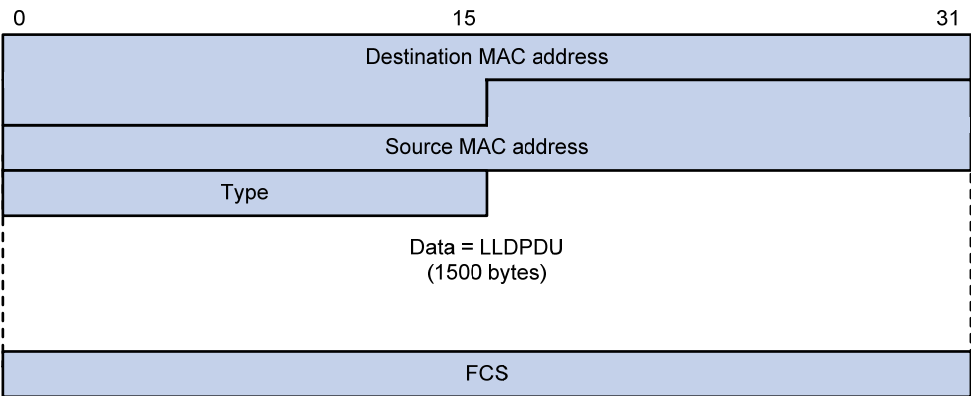 0 15 31
Destination MAC address
Source MAC address
Type
Data = LLDPDU
(1500 bytes)
FCS